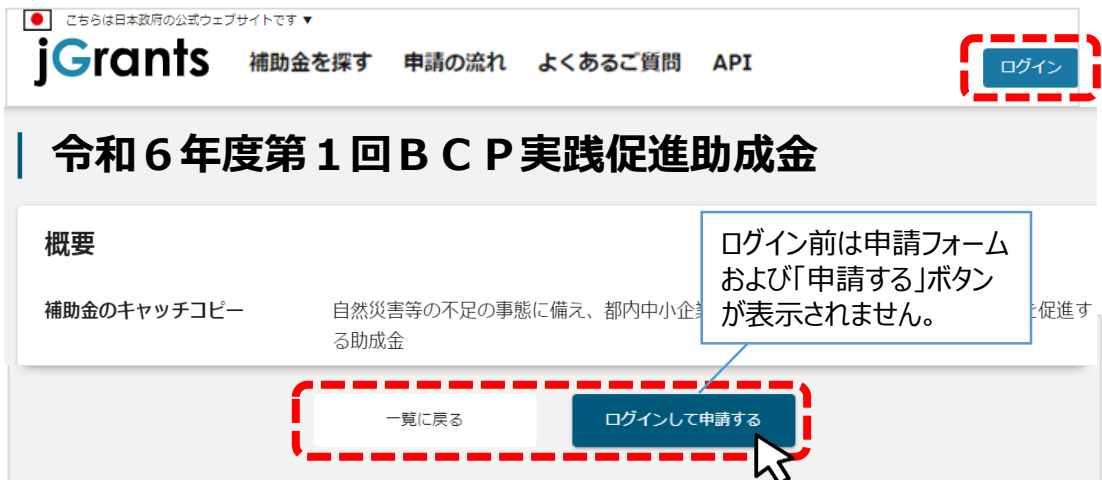 こちらは日本政府の公式ウェブサイトです ▼
jGrants 補助金を探す 申請の流れ よくあるご質問 API ログイン
令和６年度第１回ＢＣＰ実践促進助成金
概要
ログイン前は申請フォーム
および「申請する」ボタン
が表示されません。
補助金のキャッチコピー 自然災害等の不足の事態に備え、都内中小企 を促進す
る助成金
一覧に戻る ログインして申請する